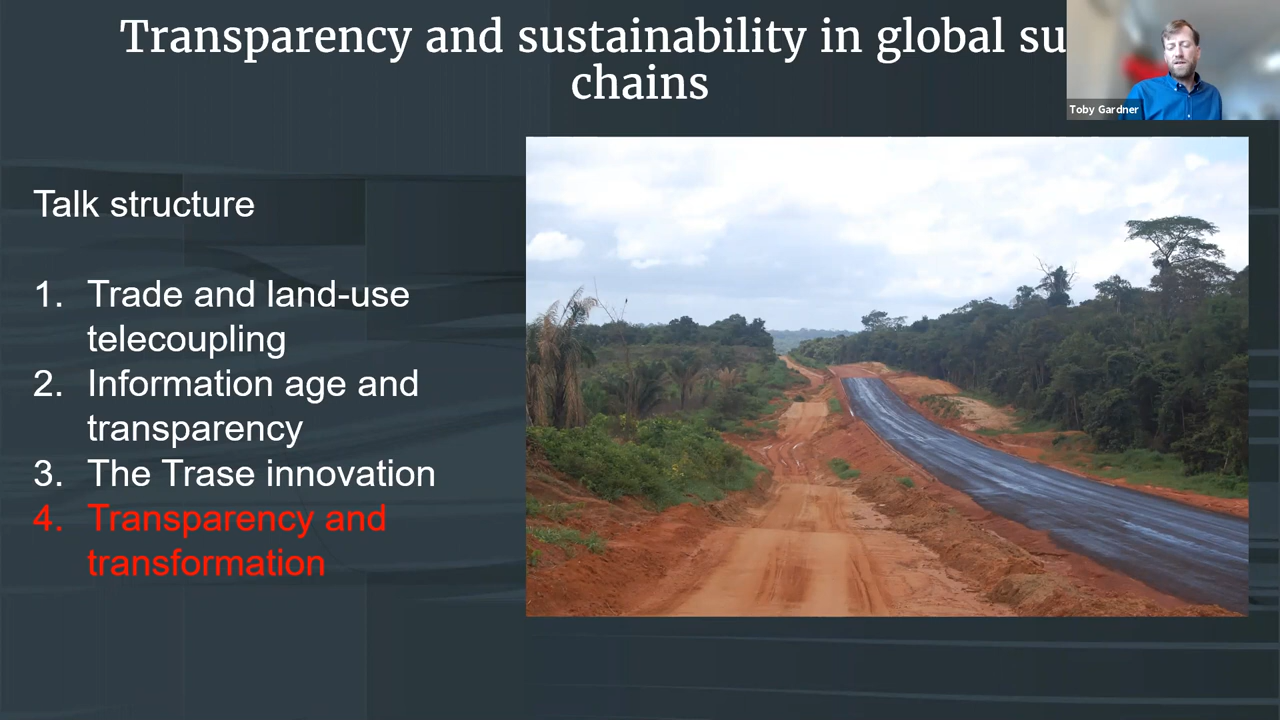 Transparency and sustainability in global su
chains
Toby Gardner
Talk structure
1. Trade and land-use
telecoupling
2. Information age and
transparency
3. The Trase innovation
4. Transparency and
transformation